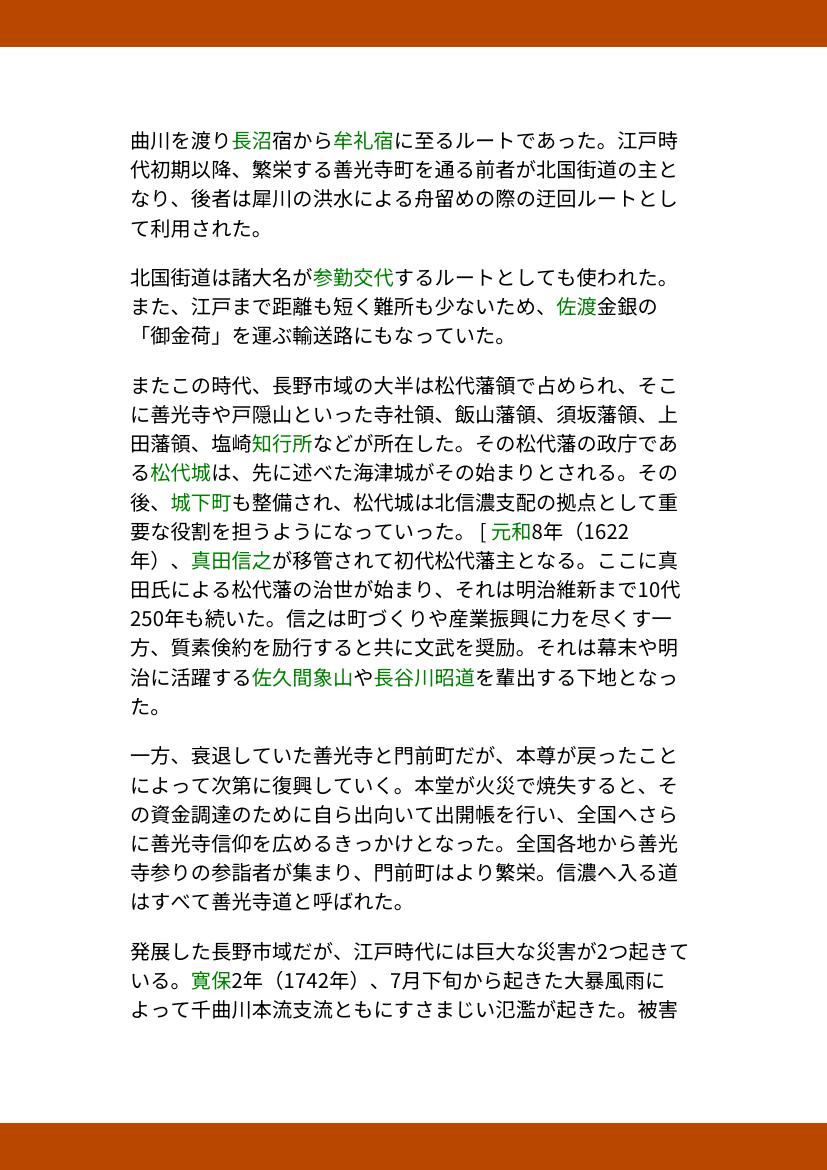 曲川を渡り長沼宿から牟礼宿に至るルートであった。江戸時
代初期以降、繁栄する善光寺町を通る前者が北国街道の主と
なり、後者は犀川の洪水による舟留めの際の迂回ルートとし
て利用された。
北国街道は諸大名が参勤交代するルートとしても使われた。
また、江戸まで距離も短く難所も少ないため、佐渡金銀の
「御金荷」を運ぶ輸送路にもなっていた。
またこの時代、長野市域の大半は松代藩領で占められ、そこ
に善光寺や戸隠山といった寺社領、飯山藩領、須坂藩領、上
田藩領、塩崎知行所などが所在した。その松代藩の政庁であ
る松代城は、先に述べた海津城がその始まりとされる。その
後、城下町も整備され、松代城は北信濃支配の拠点として重
要な役割を担うようになっていった。 [ 元和8年（1622
年）、真田信之が移管されて初代松代藩主となる。ここに真
田氏による松代藩の治世が始まり、それは明治維新まで10代
250年も続いた。信之は町づくりや産業振興に力を尽くす一
方、質素倹約を励行すると共に文武を奨励。それは幕末や明
治に活躍する佐久間象山や長谷川昭道を輩出する下地となっ
た。
一方、衰退していた善光寺と門前町だが、本尊が戻ったこと
によって次第に復興していく。本堂が火災で焼失すると、そ
の資金調達のために自ら出向いて出開帳を行い、全国へさら
に善光寺信仰を広めるきっかけとなった。全国各地から善光
寺参りの参詣者が集まり、門前町はより繁栄。信濃へ入る道
はすべて善光寺道と呼ばれた。
発展した長野市域だが、江戸時代には巨大な災害が2つ起きて
いる。寛保2年（1742年）、7月下旬から起きた大暴風雨に
よって千曲川本流支流ともにすさまじい氾濫が起きた。被害